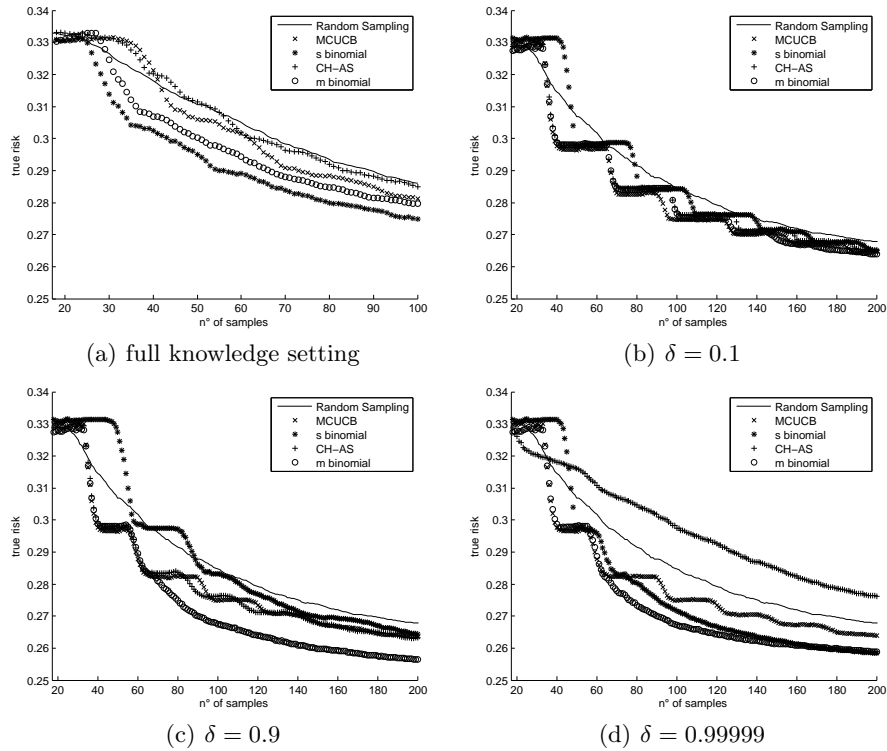 0.34
0.33
0.32
0.31
0.3
0.29
0.28
0.27
0.26
0.25
true risk
20 30 40 50 60 70 80 90 100
n° of samples
Random Sampling
MCUCB
s binomial
CH−AS
m binomial
(a) full knowledge setting
0.34
0.33
0.32
0.31
0.3
0.29
0.28
0.27
0.26
0.25
true risk
20 40 60 80 100 120 140 160 180 200
n° of samples
Random Sampling
MCUCB
s binomial
CH−AS
m binomial
(b) δ = 0.1
0.34
0.33
0.32
0.31
0.3
0.29
0.28
0.27
0.26
0.25
true risk
20 40 60 80 100 120 140 160 180 200
n° of samples
Random Sampling
MCUCB
s binomial
CH−AS
m binomial
(c) δ = 0.9
0.34
0.33
0.32
0.31
0.3
0.29
0.28
0.27
0.26
0.25
true risk
20 40 60 80 100 120 140 160 180 200
n° of samples
Random Sampling
MCUCB
s binomial
CH−AS
m binomial
(d) δ = 0.99999